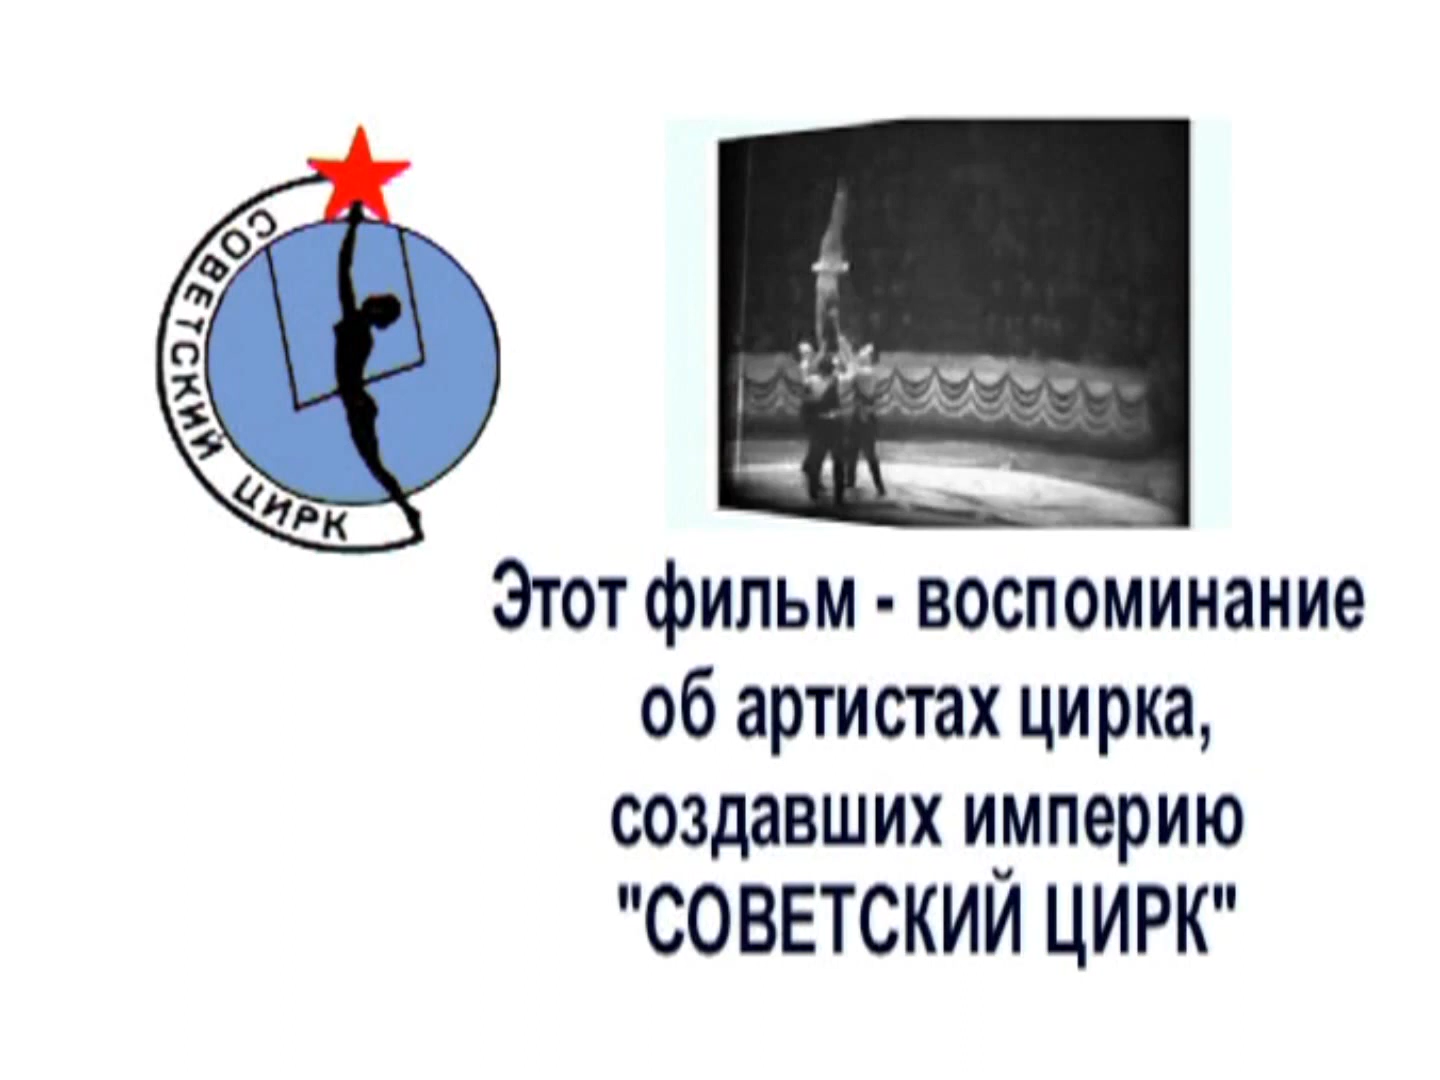 СОВЕТСКИЙ ЦИРК
Этот фильм - воспоминание
об артистах цирка,
создавших империю
"СОВЕТСКИЙ ЦИРК"